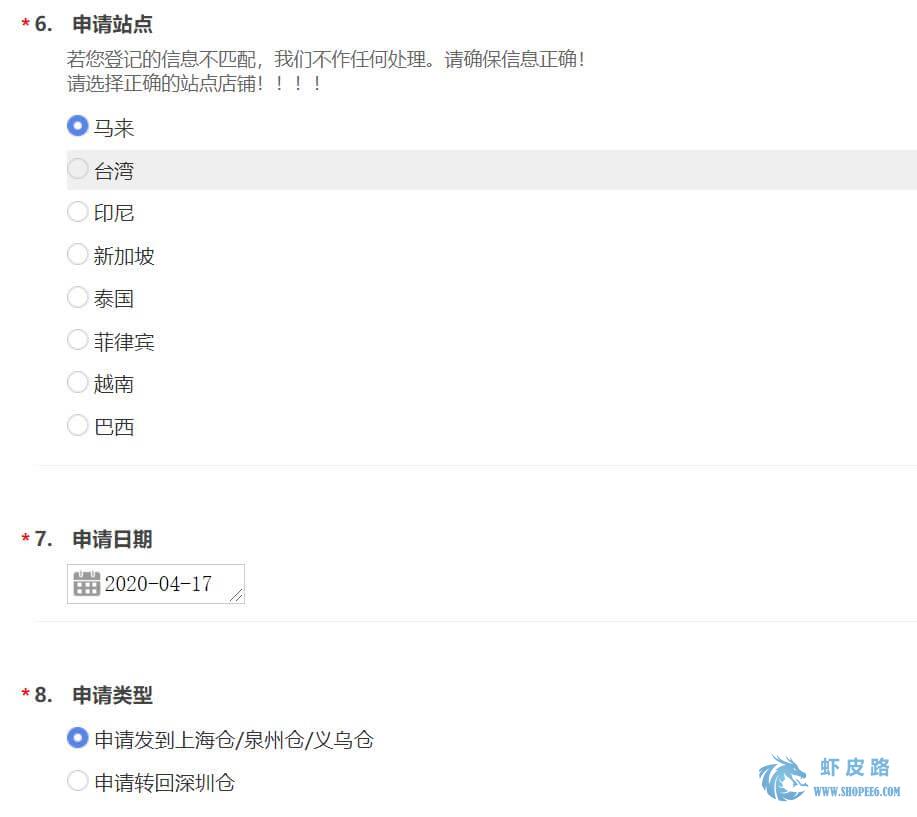 * 6. 申请站点
若您登记的信息不匹配，我们不作任何处理。请确保信息正确！
请选择正确的站点店铺！！！！
马来
台湾
印尼
新加坡
泰国
菲律宾
越南
巴西
* 7. 申请日期
2020-04-17
* 8. 申请类型
申请发到上海仓/泉州仓/义乌仓
申请转回深圳仓
虾皮路
WWW.SHOPEE6.COM